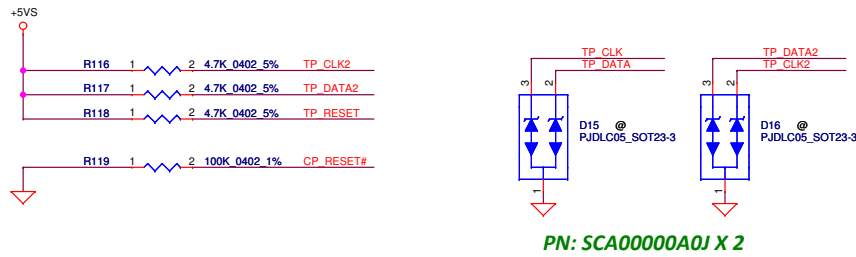 +5VS
R116 1 2 4.7K_0402_5% TP_CLK2
R117 1 2 4.7K_0402_5% TP_DATA2
R118 1 2 4.7K_0402_5% TP_RESET
R119 1 2 100K_0402_1% CP_RESET#
TP_CLK
TP_DATA
3 2
D15 @
PJDLC05_SOT23-3
1
TP_DATA2
TP_CLK2
3 2
D16 @
PJDLC05_SOT23-3
1
PN: SCA00000A0J X 2